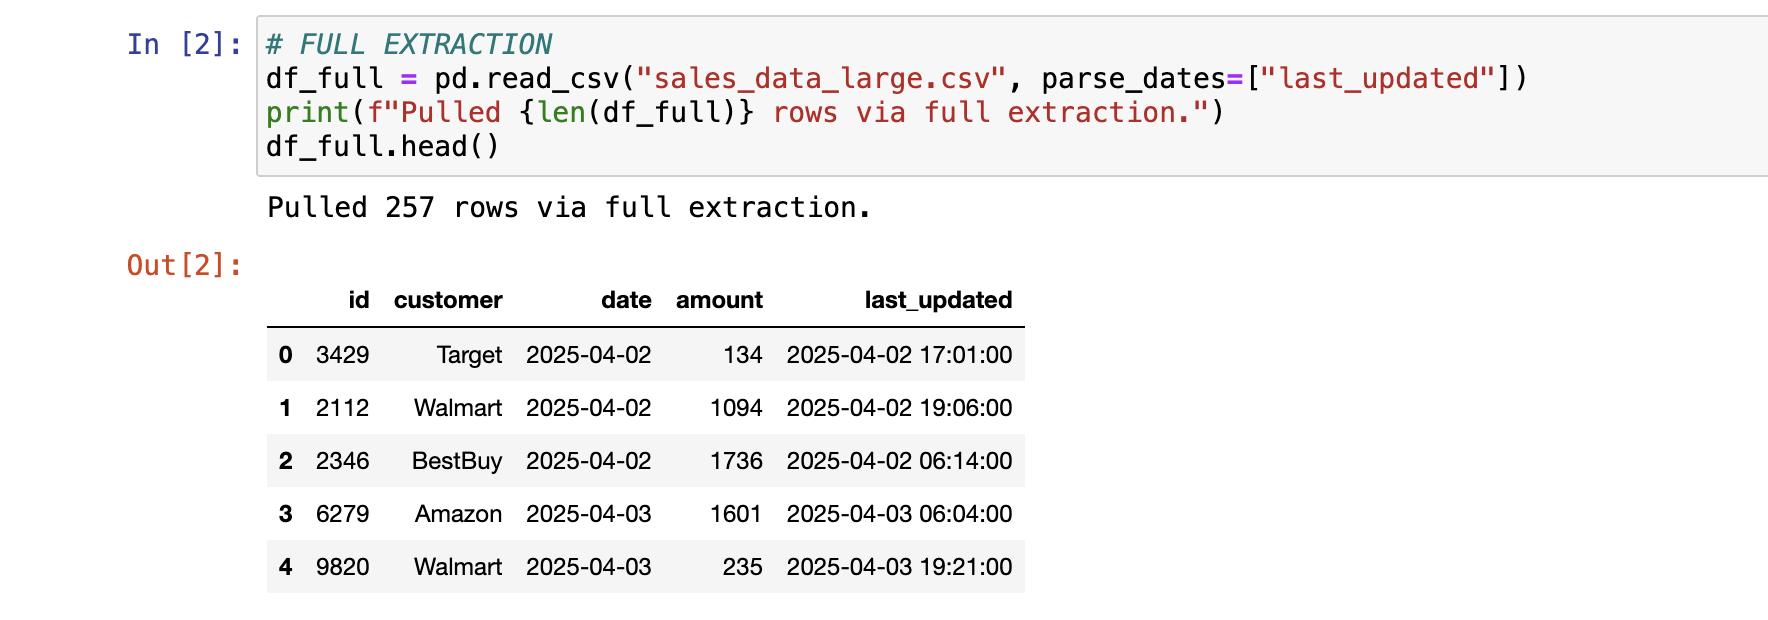 In [2]: # FULL EXTRACTION
df_full = pd.read_csv("sales_data_large.csv", parse_dates=["last_updated"])
print(f"Pulled {len(df_full)} rows via full extraction.")
df_full.head()
Pulled 257 rows via full extraction.
Out[2]:
id customer date amount last_updated
0 3429 Target 2025-04-02 134 2025-04-02 17:01:00
1 2112 Walmart 2025-04-02 1094 2025-04-02 19:06:00
2 2346 BestBuy 2025-04-02 1736 2025-04-02 06:14:00
3 6279 Amazon 2025-04-03 1601 2025-04-03 06:04:00
4 9820 Walmart 2025-04-03 235 2025-04-03 19:21:00